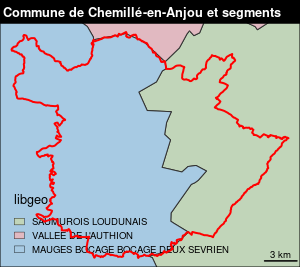 Commune de Chemillé-en-Anjou et segments
libgeo
SAUMUROIS LOUDUNAIS
VALLEE DE L'AUTHION
MAUGES BOCAGE BOCAGE DEUX SEVRIEN
3 km